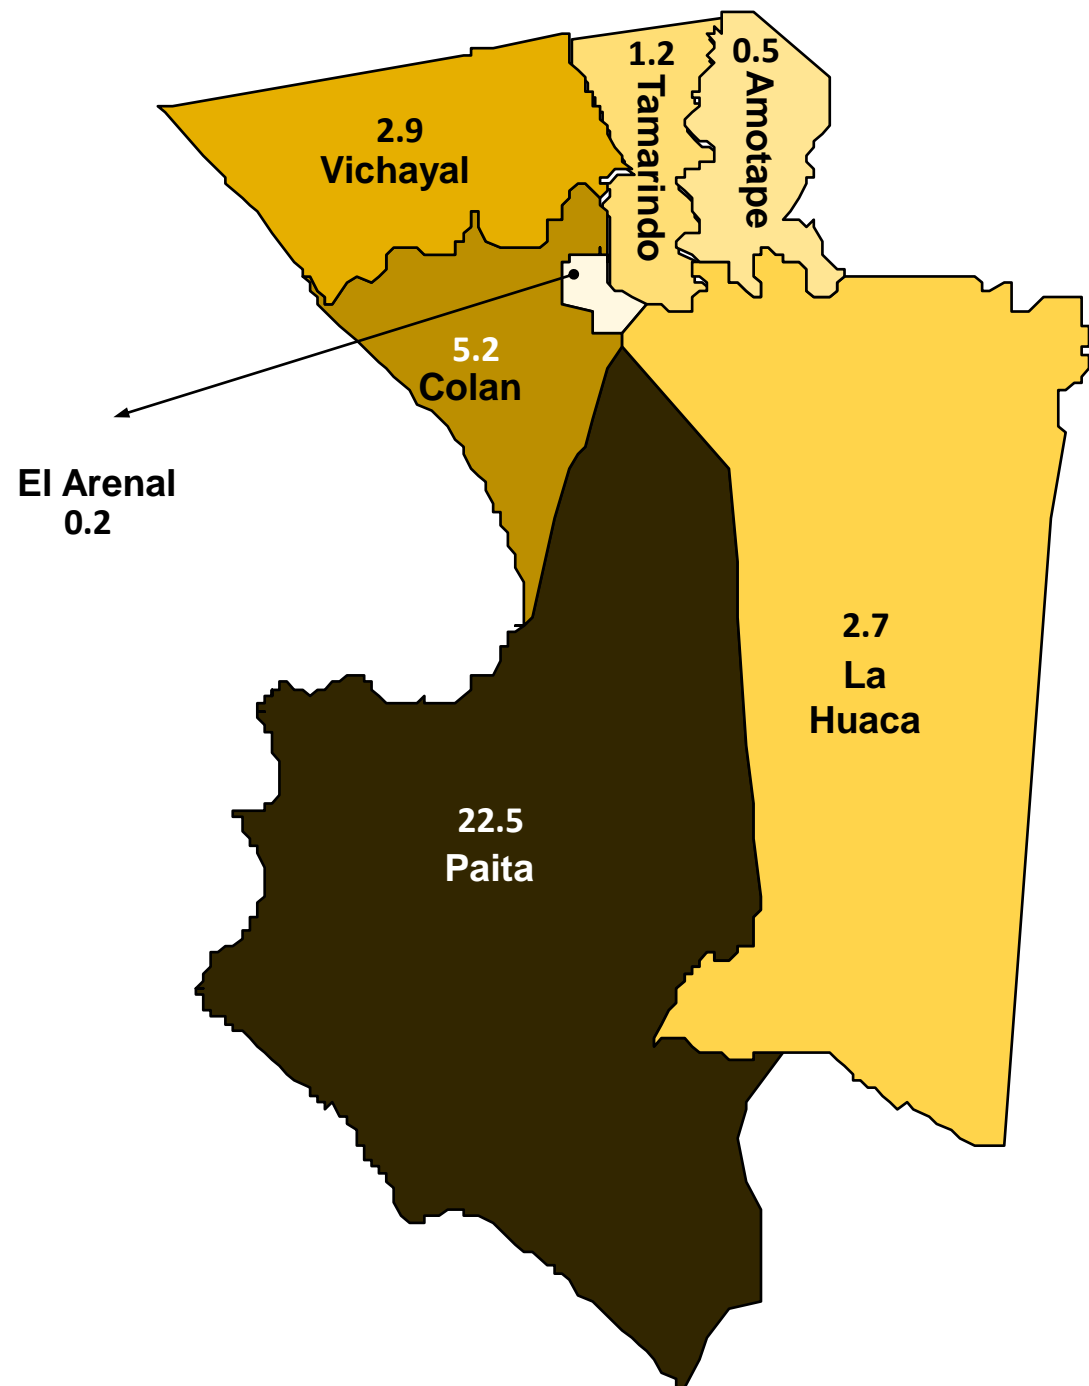 1.2
Tamarindo
0.5
Amotape
2.9
Vichayal
5.2
Colan
El Arenal
0.2
2.7
La
Huaca
22.5
Paita